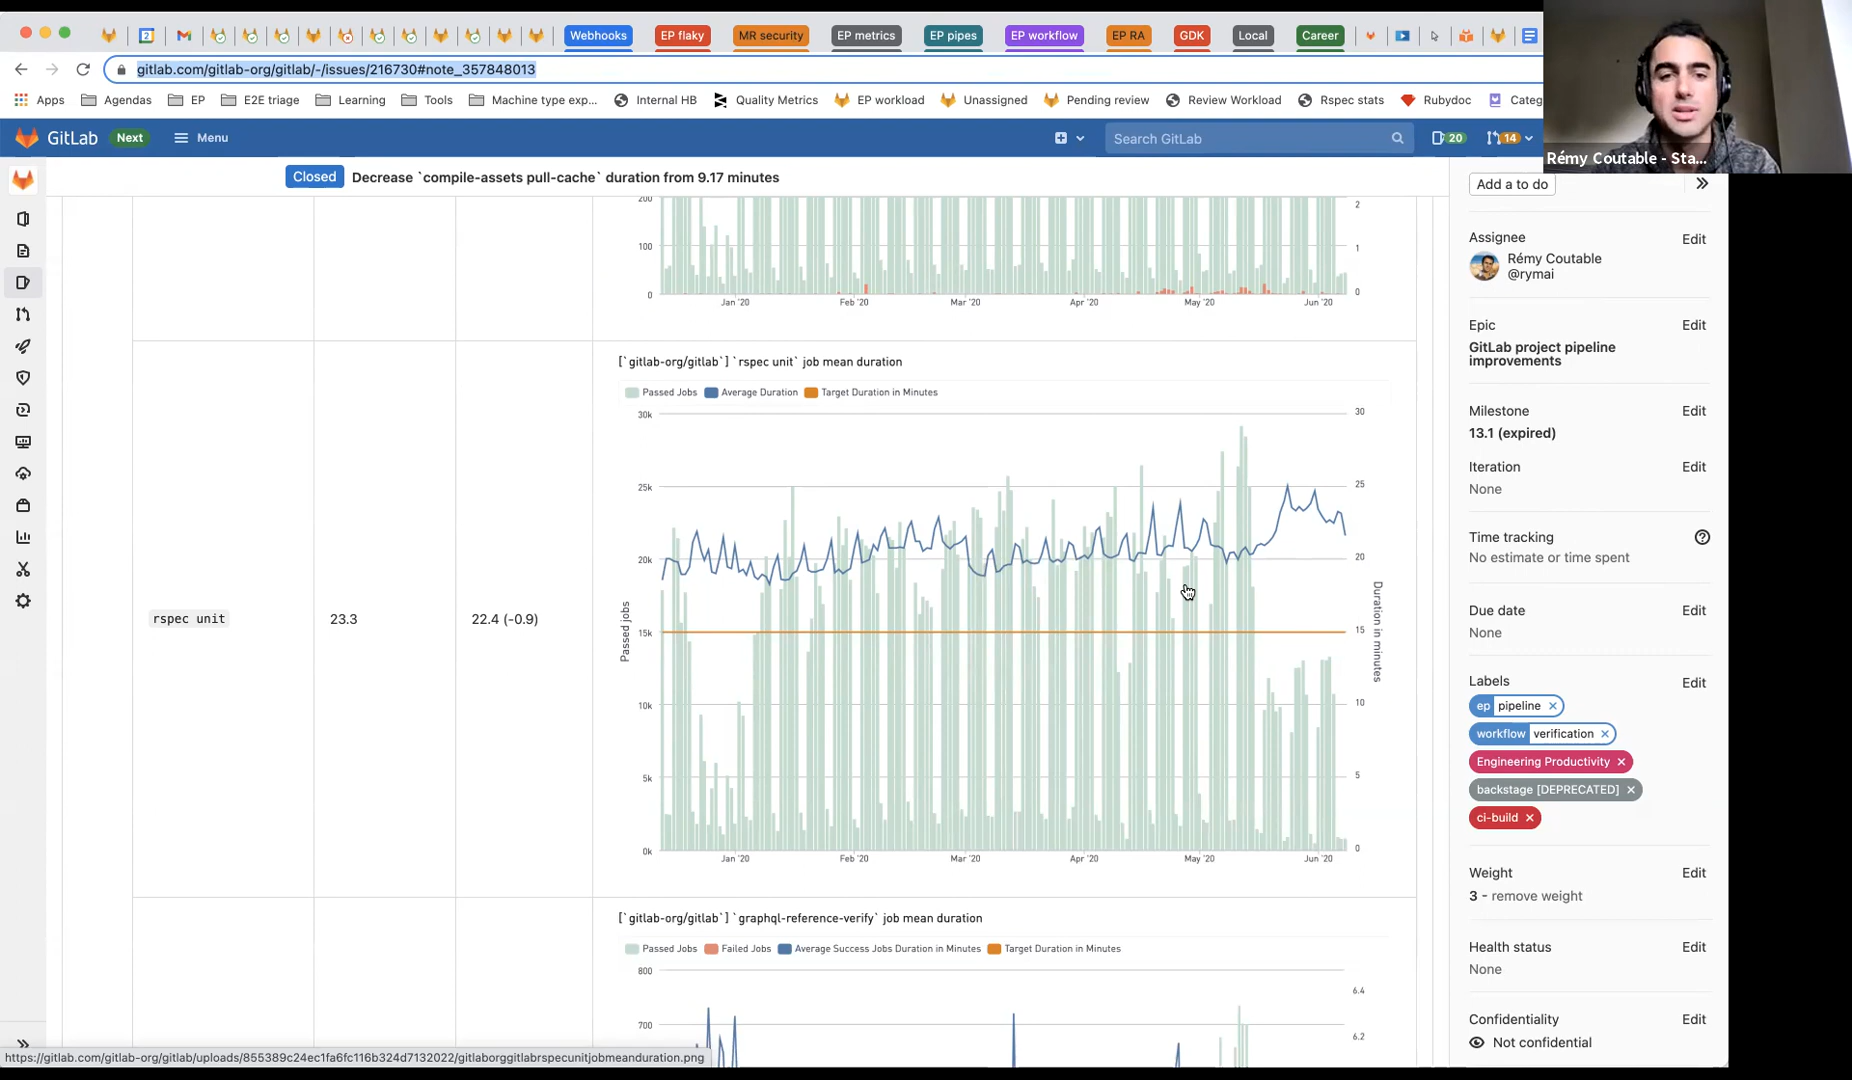 Webhooks
EP flaky
MR security
EP metrics
EP pipes
EP workflow
EP RA
GDK
Local
Career
gitlab.com/gitlab-org/gitlab/-/issues/216730#note_357848013
Apps
Agendas
EP
E2E triage
Learning
Tools
Machine type exp...
Internal HB
Quality Metrics
EP workload
Unassigned
Pending review
Review Workload
Rspec stats
Rubydoc
Categ
Rémy Coutable - Sta...
GitLab
Next
Menu
Search GitLab
20
14
Closed
Decrease `compile-assets pull-cache` duration from 9.17 minutes
Add a to do
200
100
0
2
1
0
Jan '20 Feb '20 Mar '20 Apr '20 May '20 Jun '20
rspec unit
23.3
22.4 (-0.9)
[`gitlab-org/gitlab`] `rspec unit` job mean duration
Passed Jobs Average Duration Target Duration in Minutes
30k
25k
20k
15k
10k
5k
0k
Passed jobs
30
25
20
15
10
5
0
Duration in minutes
Jan '20 Feb '20 Mar '20 Apr '20 May '20 Jun '20
[`gitlab-org/gitlab`] `graphql-reference-verify` job mean duration
Passed Jobs Failed Jobs Average Success Jobs Duration in Minutes Target Duration in Minutes
800
700
6.4
6.2
Assignee
Edit
Rémy Coutable
@rymai
Epic
Edit
GitLab project pipeline
improvements
Milestone
Edit
13.1 (expired)
Iteration
Edit
None
Time tracking
No estimate or time spent
Due date
Edit
None
Labels
Edit
ep pipeline ×
workflow verification ×
Engineering Productivity ×
backstage [DEPRECATED] ×
ci-build ×
Weight
Edit
3 - remove weight
Health status
Edit
None
Confidentiality
Edit
Not confidential
https://gitlab.com/gitlab-org/gitlab/uploads/855389c24ec1fa6fc116b324d7132022/gitlaborggitlabrspecunitjobmeanduration.png